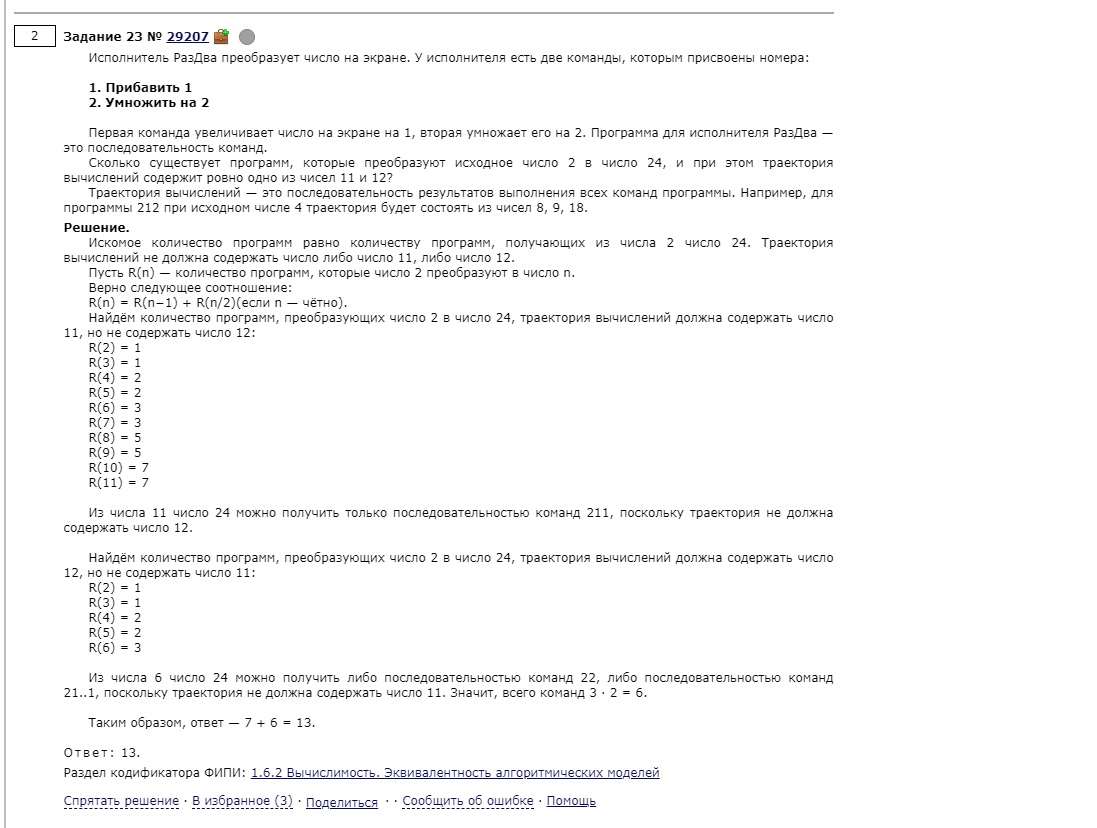 2
Задание 23 № 29207
Исполнитель РазДва преобразует число на экране. У исполнителя есть две команды, которым присвоены номера:
1. Прибавить 1
2. Умножить на 2
Первая команда увеличивает число на экране на 1, вторая умножает его на 2. Программа для исполнителя РазДва —
это последовательность команд.
Сколько существует программ, которые преобразуют исходное число 2 в число 24, и при этом траектория
вычислений содержит ровно одно из чисел 11 и 12?
Траектория вычислений — это последовательность результатов выполнения всех команд программы. Например, для
программы 212 при исходном числе 4 траектория будет состоять из чисел 8, 9, 18.
Решение.
Искомое количество программ равно количеству программ, получающих из числа 2 число 24. Траектория
вычислений не должна содержать число либо число 11, либо число 12.
Пусть R(n) — количество программ, которые число 2 преобразуют в число n.
Верно следующее соотношение:
R(n) = R(n−1) + R(n/2)(если n — чётно).
Найдём количество программ, преобразующих число 2 в число 24, траектория вычислений должна содержать число
11, но не содержать число 12:
R(2) = 1
R(3) = 1
R(4) = 2
R(5) = 2
R(6) = 3
R(7) = 3
R(8) = 5
R(9) = 5
R(10) = 7
R(11) = 7
Из числа 11 число 24 можно получить только последовательностью команд 211, поскольку траектория не должна
содержать число 12.
Найдём количество программ, преобразующих число 2 в число 24, траектория вычислений должна содержать число
12, но не содержать число 11:
R(2) = 1
R(3) = 1
R(4) = 2
R(5) = 2
R(6) = 3
Из числа 6 число 24 можно получить либо последовательностью команд 22, либо последовательностью команд
21..1, поскольку траектория не должна содержать число 11. Значит, всего команд 3 · 2 = 6.
Таким образом, ответ — 7 + 6 = 13.
Ответ: 13.
Раздел кодификатора ФИПИ: 1.6.2 Вычислимость. Эквивалентность алгоритмических моделей
Спрятать решение · В избранное (3) · Поделиться · · Сообщить об ошибке · Помощь